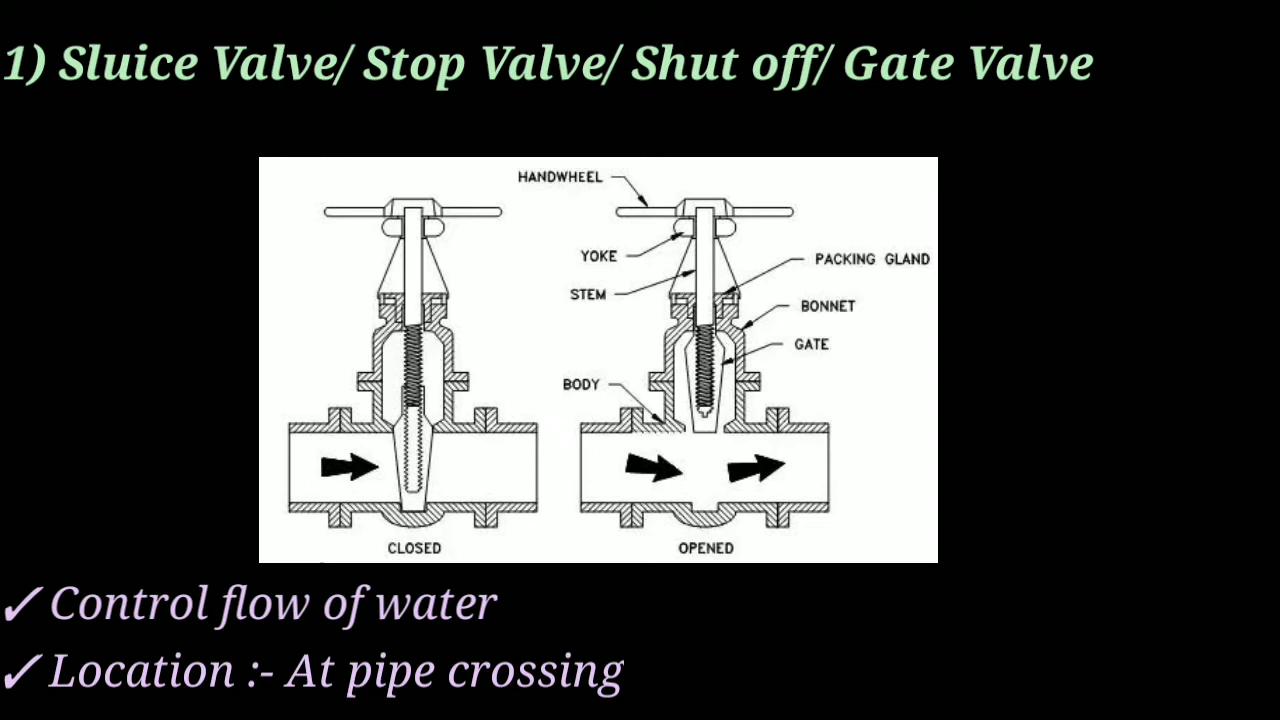 1) Sluice Valve/ Stop Valve/ Shut off/ Gate Valve
HANDWHEEL
YOKE
PACKING GLAND
STEM
BONNET
GATE
BODY
CLOSED
OPENED
✓ Control flow of water
✓ Location :- At pipe crossing